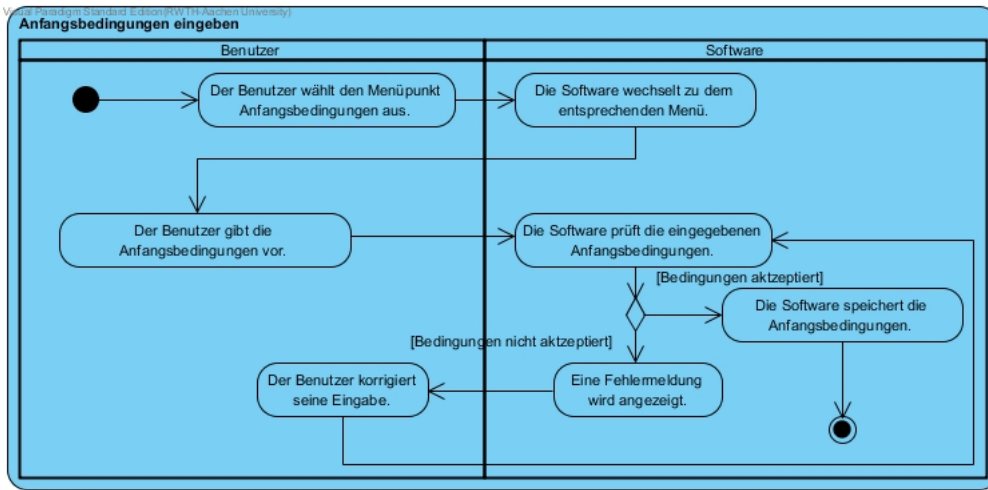 Visual Paradigm Standard Edition(RWTH-Aachen University)
Anfangsbedingungen eingeben
Benutzer
Software
Der Benutzer wählt den Menüpunkt
Anfangsbedingungen aus.
Die Software wechselt zu dem
entsprechenden Menü.
Der Benutzer gibt die
Anfangsbedingungen vor.
Die Software prüft die eingegebenen
Anfangsbedingungen.
[Bedingungen aktzeptiert]
Die Software speichert die
Anfangsbedingungen.
[Bedingungen nicht aktzeptiert]
Der Benutzer korrigiert
seine Eingabe.
Eine Fehlermeldung
wird angezeigt.